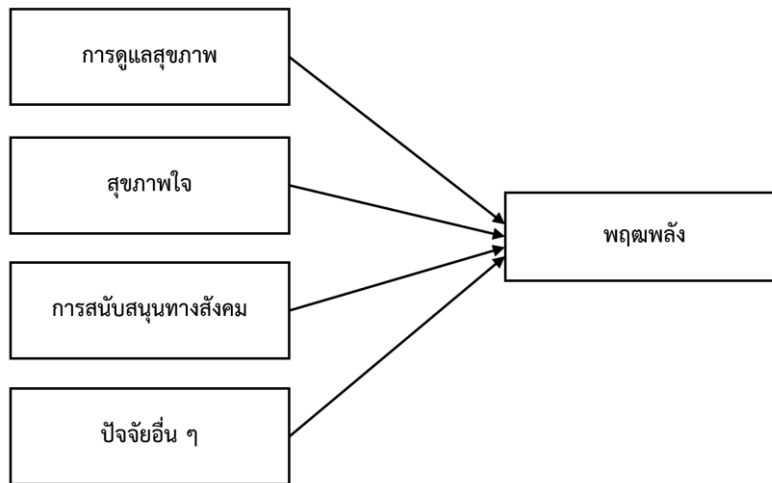 การดูแลสุขภาพ
สุขภาพใจ
พฤฒพลัง
การสนับสนุนทางสังคม
ปัจจัยอื่น ๆ